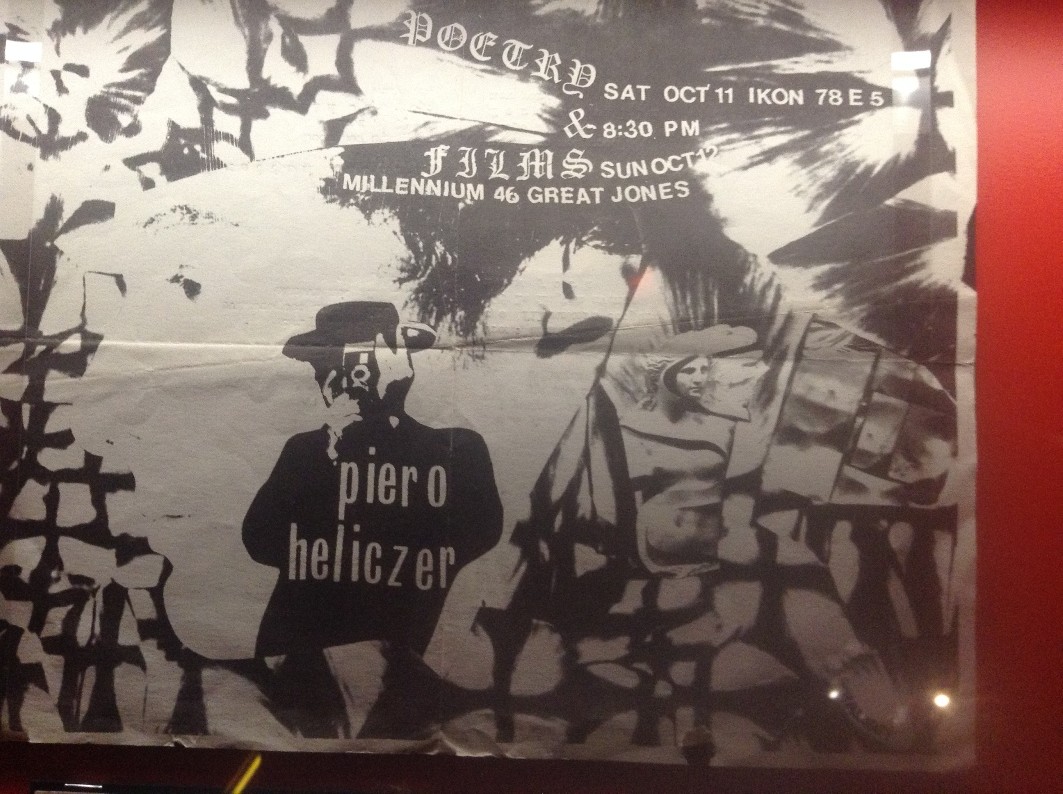 POETRY SAT OCT 11 IKON 78 E 5
& 8:30 PM
FILMS SUN OCT 12
MILLENNIUM 46 GREAT JONES
piero
heliczer